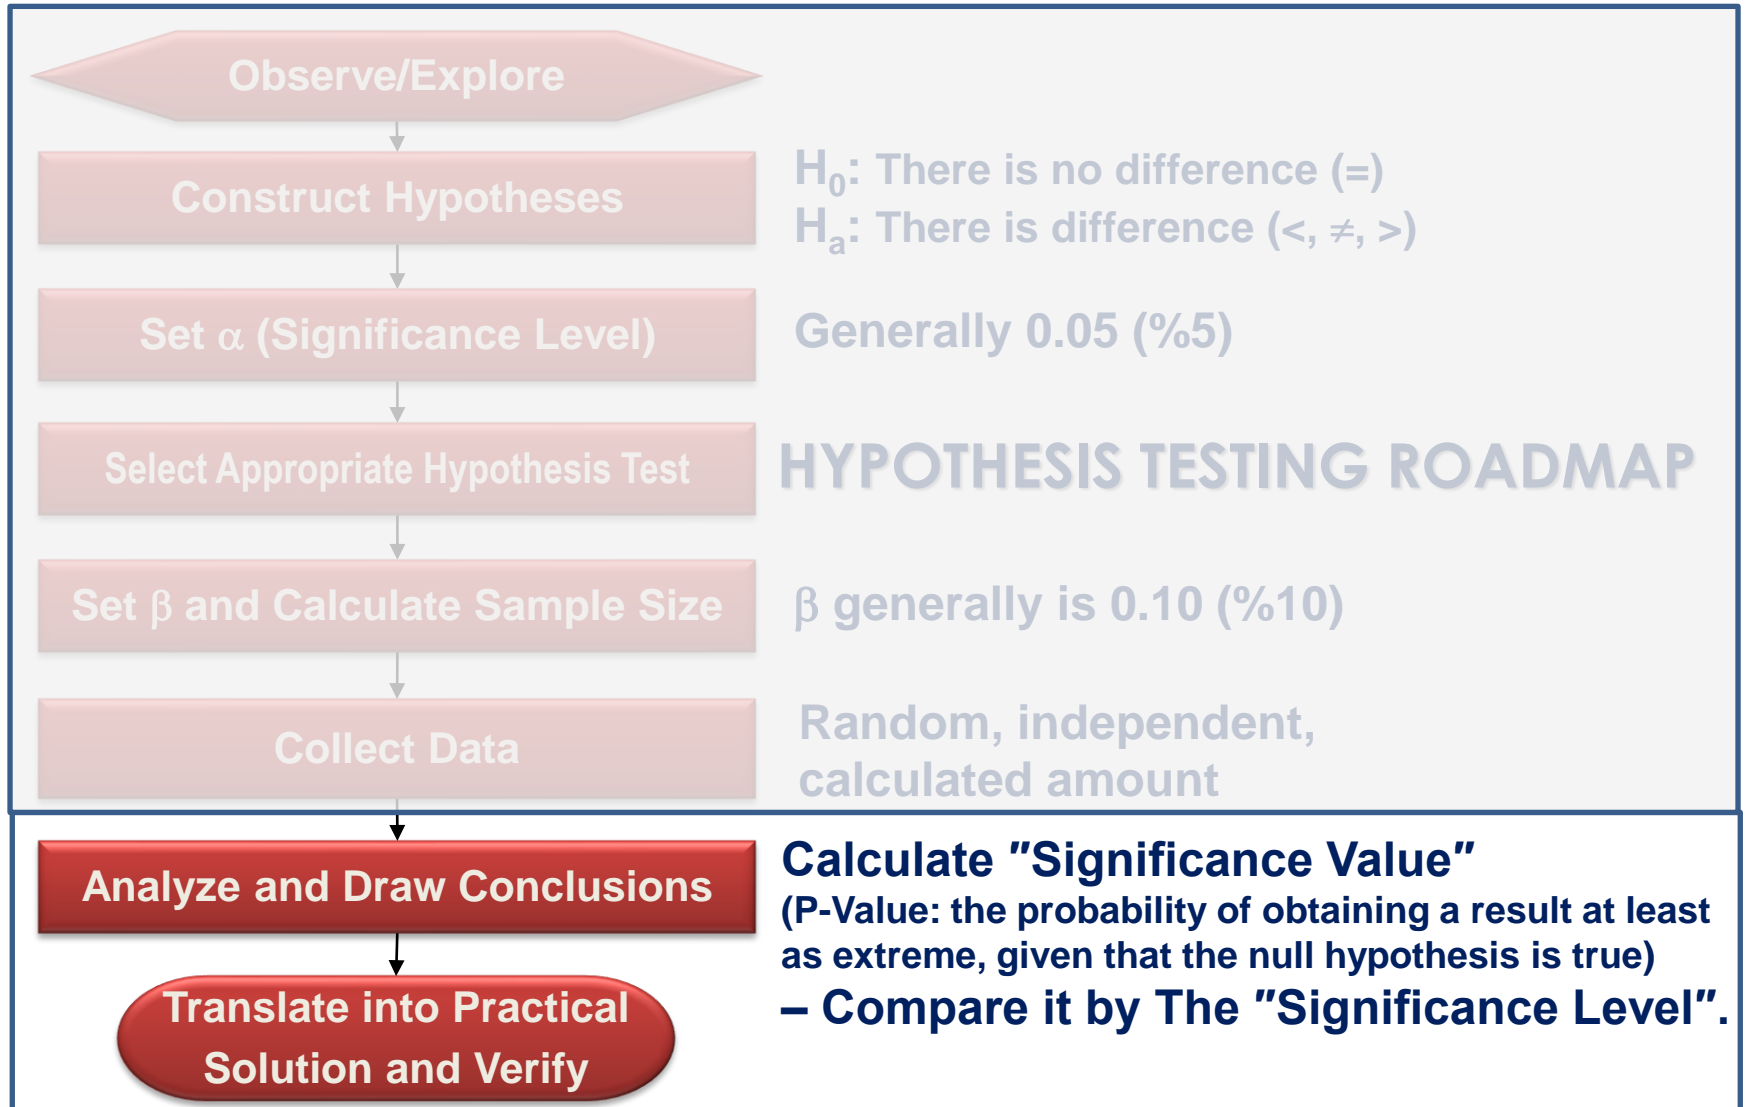 Observe/Explore
Construct Hypotheses
H₀: There is no difference (=)
Hₐ: There is difference (<, ≠, >)
Set α (Significance Level)
Generally 0.05 (%5)
Select Appropriate Hypothesis Test
HYPOTHESIS TESTING ROADMAP
Set β and Calculate Sample Size
β generally is 0.10 (%10)
Collect Data
Random, independent,
calculated amount
Analyze and Draw Conclusions
Calculate "Significance Value"
(P-Value: the probability of obtaining a result at least
as extreme, given that the null hypothesis is true)
– Compare it by The "Significance Level".
Translate into Practical
Solution and Verify